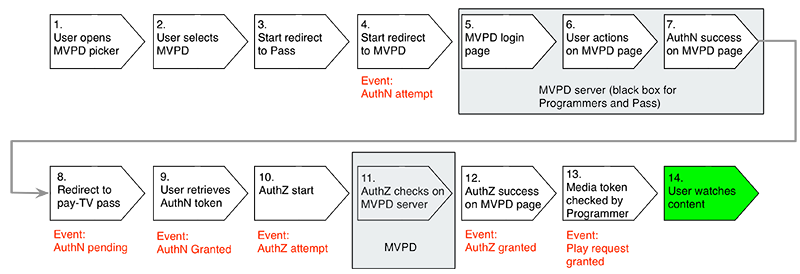 1.
User opens
MVPD picker
2.
User selects
MVPD
3.
Start redirect
to Pass
4.
Start redirect
to MVPD
Event:
AuthN attempt
5.
MVPD login
page
6.
User actions
on MVPD page
7.
AuthN success
on MVPD page
MVPD server (black box for
Programmers and Pass)
8.
Redirect to
pay-TV pass
Event:
AuthN pending
9.
User retrieves
AuthN token
Event:
AuthN Granted
10.
AuthZ start
Event:
AuthZ attempt
11.
AuthZ checks on
MVPD server
MVPD
12.
AuthZ success
on MVPD page
Event:
AuthZ granted
13.
Media token
checked by
Programmer
Event:
Play request
granted
14.
User watches
content